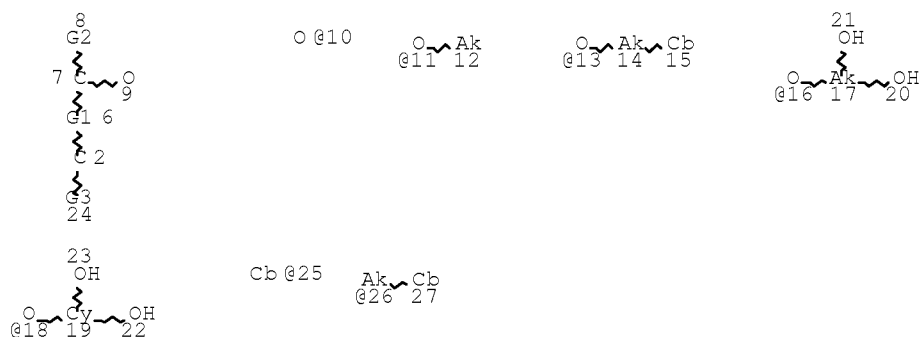 8
G2
7 C O
9
G1 6
C 2
G3
24
O @10
O Ak
@11 12
O Ak Cb
@13 14 15
21
OH
O Ak OH
@16 17 20
23
OH
O Cy OH
@18 19 22
Cb @25
Ak Cb
@26 27